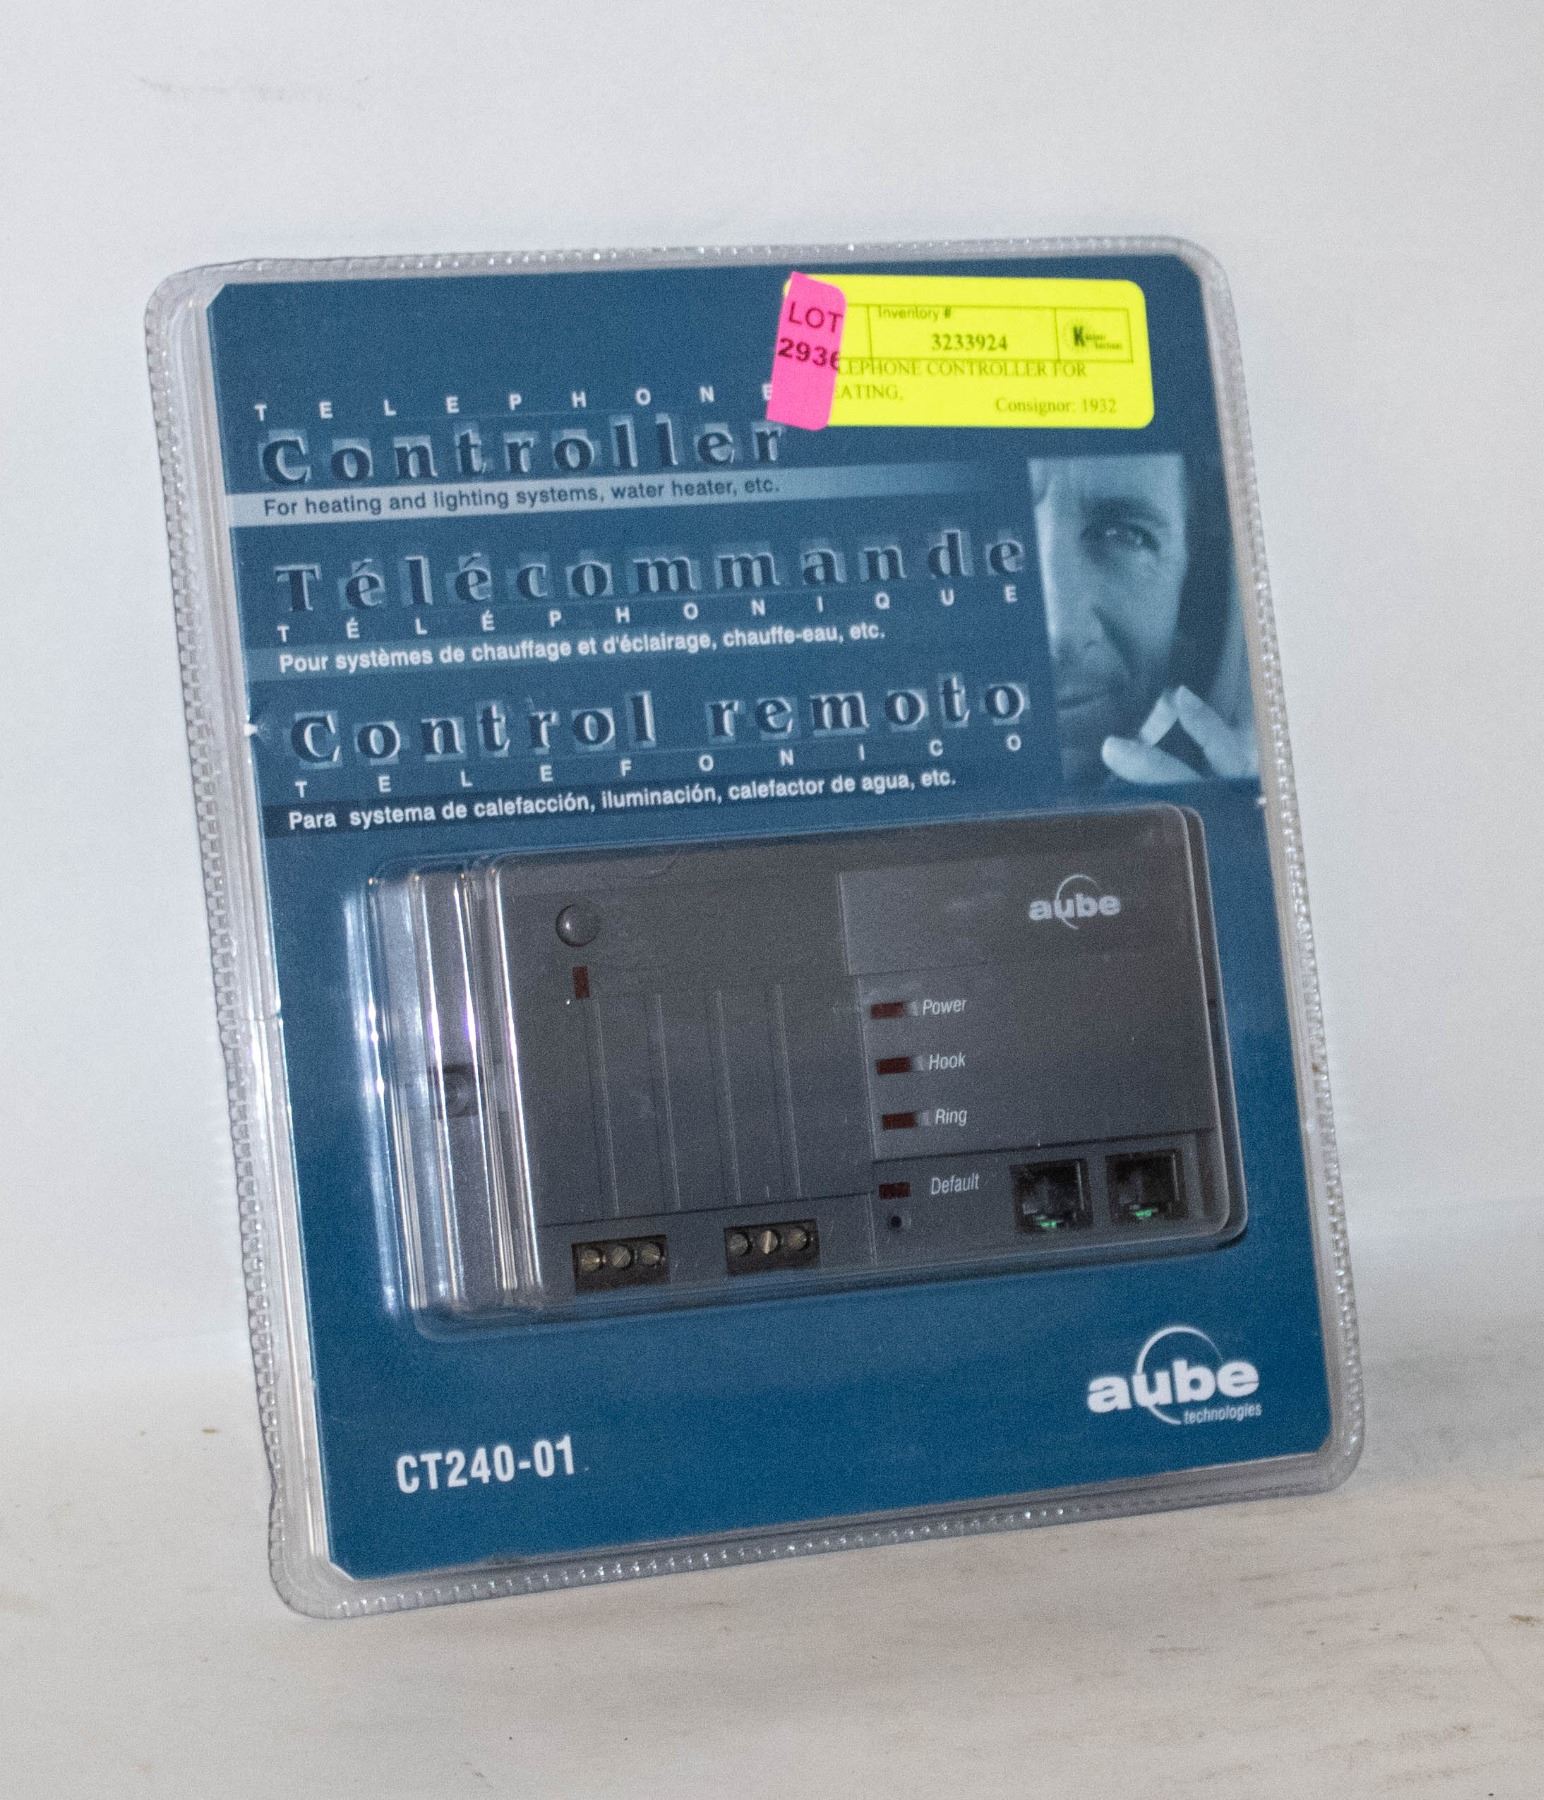 LOT
2936
Inventory #
3233924
K
LEPHONE CONTROLLER FOR
EATING,
Consignor: 1932
TELEPHONE
Controller
For heating and lighting systems, water heater, etc.
Télécommande
TÉLÉPHONIQUE
Pour systèmes de chauffage et d'éclairage, chauffe-eau, etc.
Control remoto
TELEFONICO
Para systema de calefacción, iluminación, calefactor de agua, etc.
aube
Power
Hook
Ring
Default
aube
technologies
CT240-01